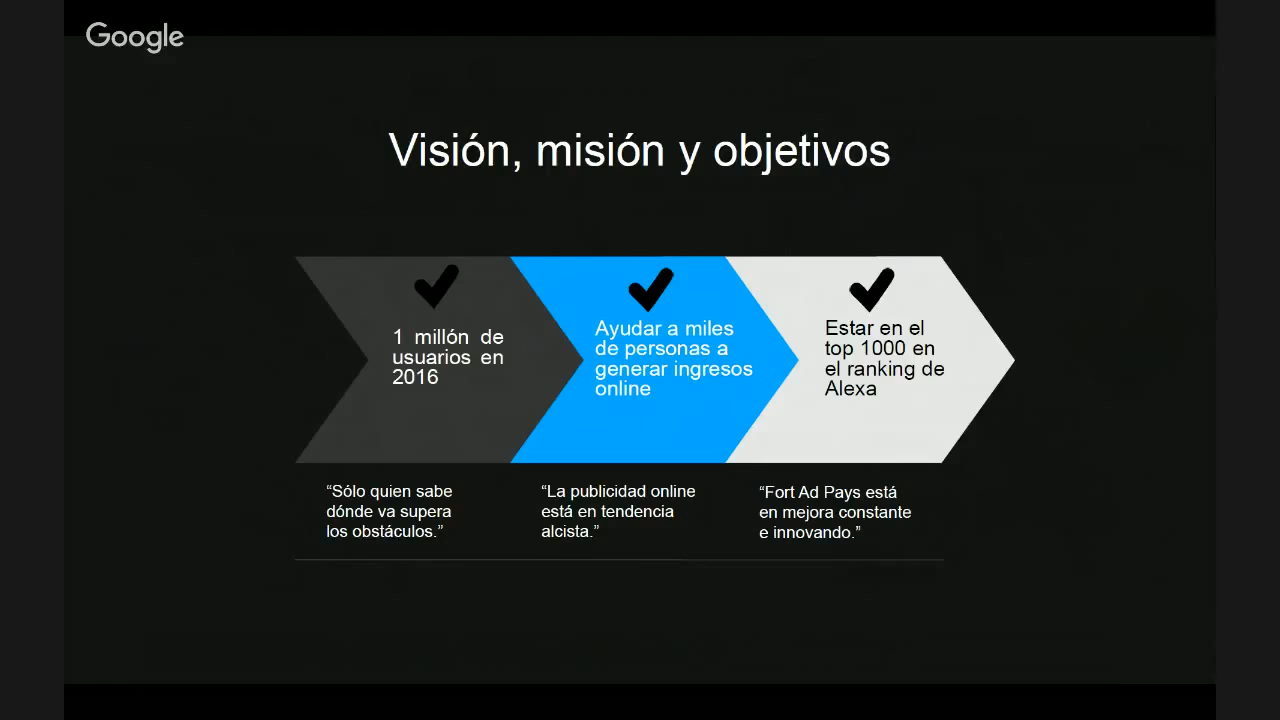 Google
Visión, misión y objetivos
1 millón de
usuarios en
2016
Ayudar a miles
de personas a
generar ingresos
online
Estar en el
top 1000 en
el ranking de
Alexa
“Sólo quien sabe
dónde va supera
los obstáculos.”
“La publicidad online
está en tendencia
alcista.”
“Fort Ad Pays está
en mejora constante
e innovando.”